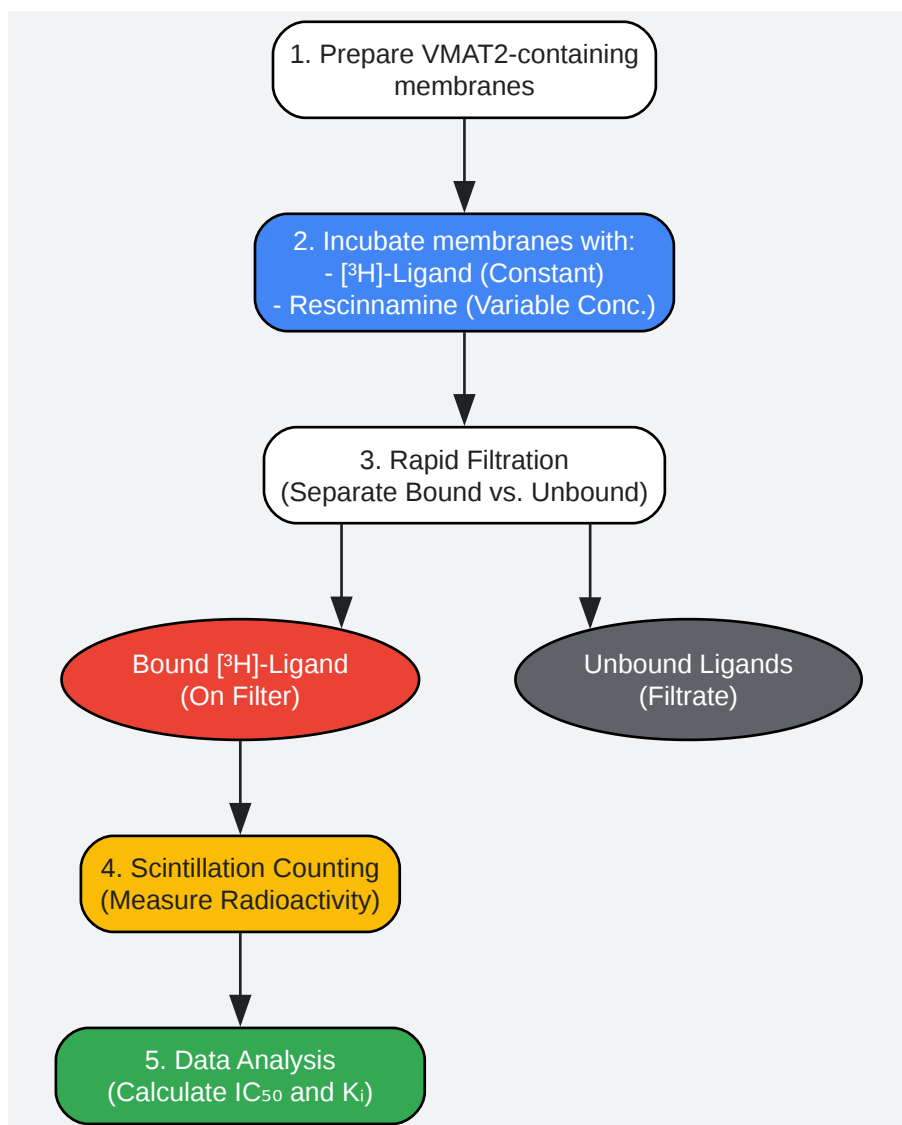 1. Prepare VMAT2-containing
membranes
2. Incubate membranes with:
- [³H]-Ligand (Constant)
- Rescinnamine (Variable Conc.)
3. Rapid Filtration
(Separate Bound vs. Unbound)
Bound [³H]-Ligand
(On Filter)
Unbound Ligands
(Filtrate)
4. Scintillation Counting
(Measure Radioactivity)
5. Data Analysis
(Calculate IC₅₀ and Kᵢ)